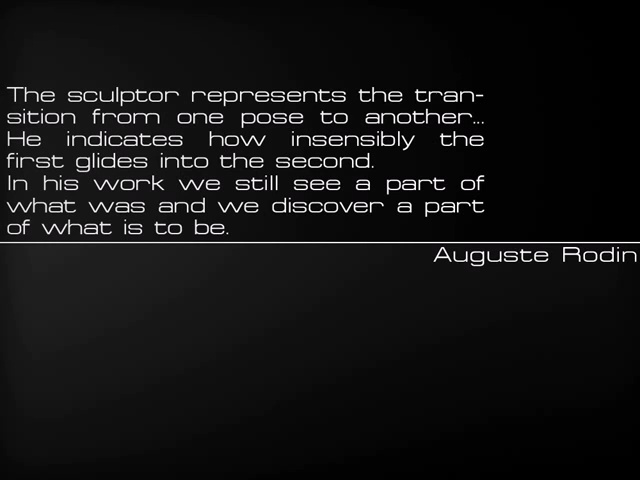 The sculptor represents the tran-
sition from one pose to another...
He indicates how insensibly the
first glides into the second.
In his work we still see a part of
what was and we discover a part
of what is to be.
Auguste Rodin